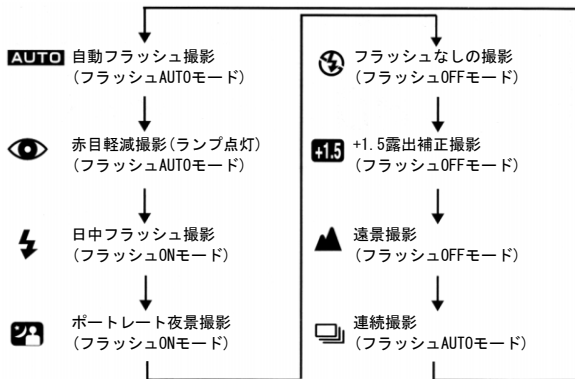 AUTO 自動フラッシュ撮影
(フラッシュAUTOモード)
赤目軽減撮影(ランプ点灯)
(フラッシュAUTOモード)
日中フラッシュ撮影
(フラッシュONモード)
ポートレート夜景撮影
(フラッシュONモード)
フラッシュなしの撮影
(フラッシュOFFモード)
+1.5 +1.5露出補正撮影
(フラッシュOFFモード)
遠景撮影
(フラッシュOFFモード)
連続撮影
(フラッシュAUTOモード)